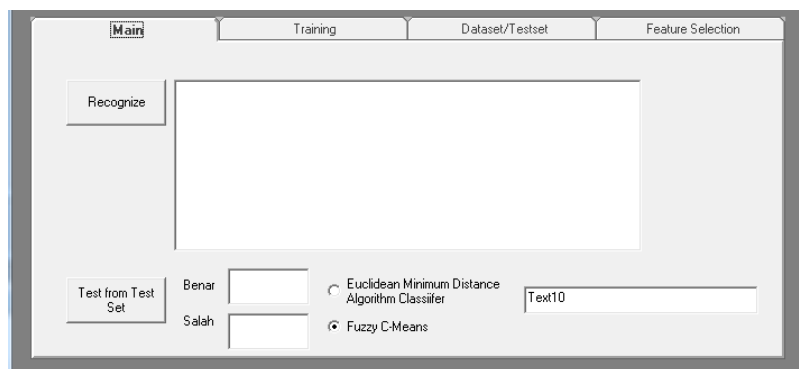 Main
Training
Dataset/Testset
Feature Selection
Recognize
Test from Test
Set
Benar
Salah
Euclidean Minimum Distance
Algorithm Classiifer
Fuzzy C-Means
Text10